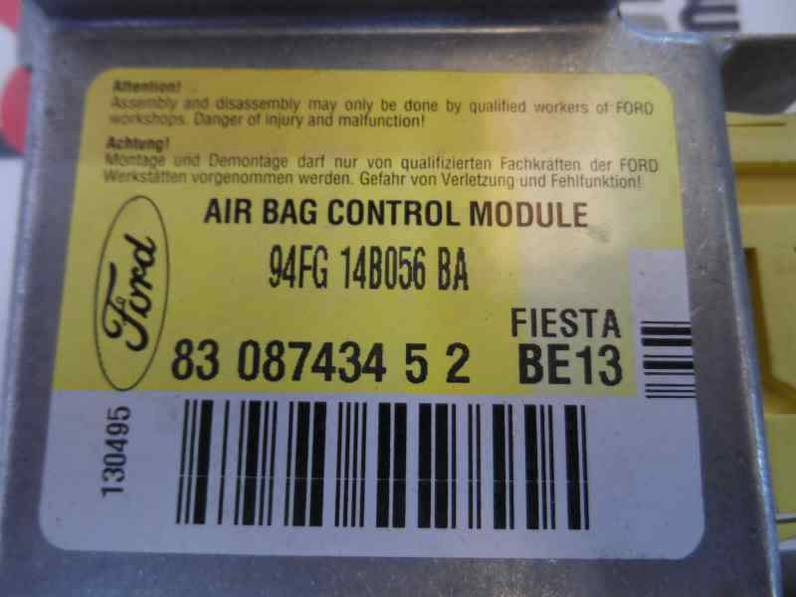 Attention!
Assembly and disassembly may only be done by qualified workers of FORD
workshops. Danger of injury and malfunction!
Achtung!
Montage und Demontage darf nur von qualifizierten Fachkräften der FORD
Werkstätten vorgenommen werden. Gefahr von Verletzung und Fehlfunktion!
AIR BAG CONTROL MODULE
94FG 14B056 BA
Ford
FIESTA
83 087434 5 2 BE13
130495